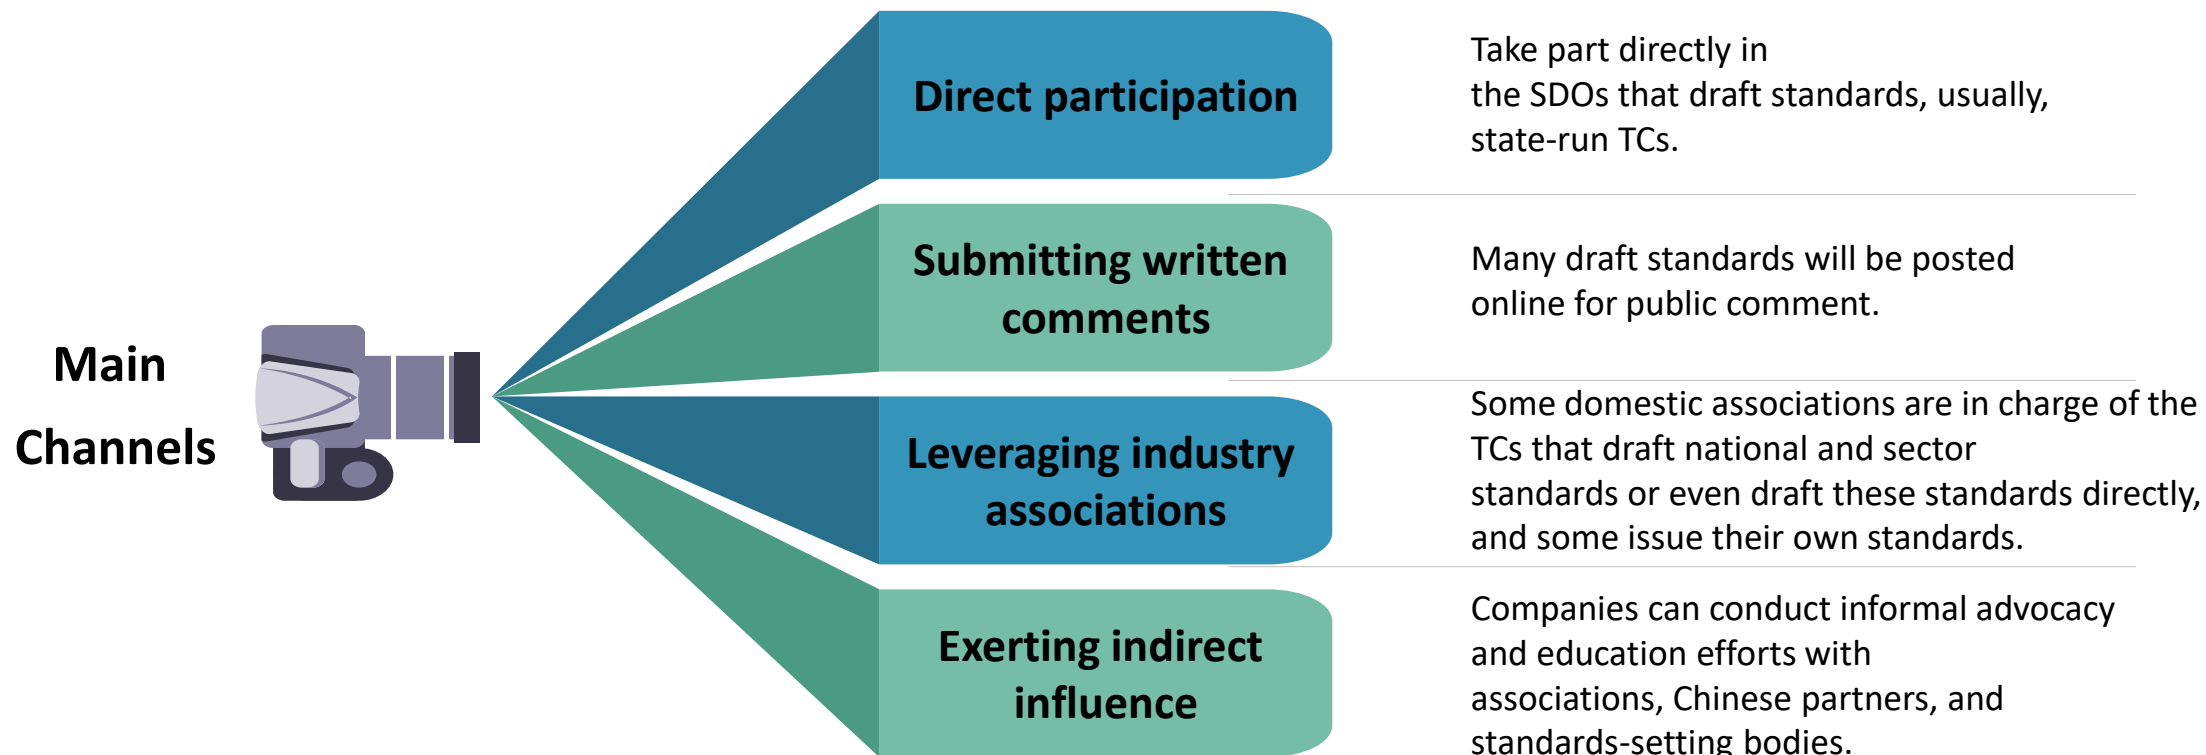 Main
Channels
Direct participation
Take part directly in
the SDOs that draft standards, usually,
state-run TCs.
Submitting written
comments
Many draft standards will be posted
online for public comment.
Leveraging industry
associations
Some domestic associations are in charge of the
TCs that draft national and sector
standards or even draft these standards directly,
and some issue their own standards.
Exerting indirect
influence
Companies can conduct informal advocacy
and education efforts with
associations, Chinese partners, and
standards-setting bodies.